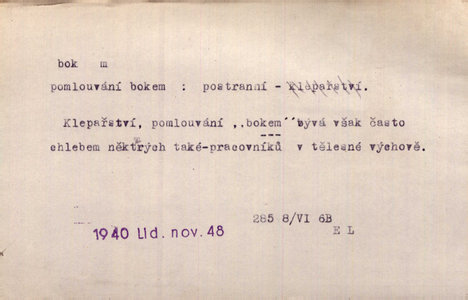 bok m
pomlouvání bokem : postranní - klepařství.
Klepařství, pomlouvání ,,bokem´´ bývá však často
chlebem některých také-pracovníků v tělesné výchově.
285 8/VI 6B
1940 Lid. nov. 48
E L